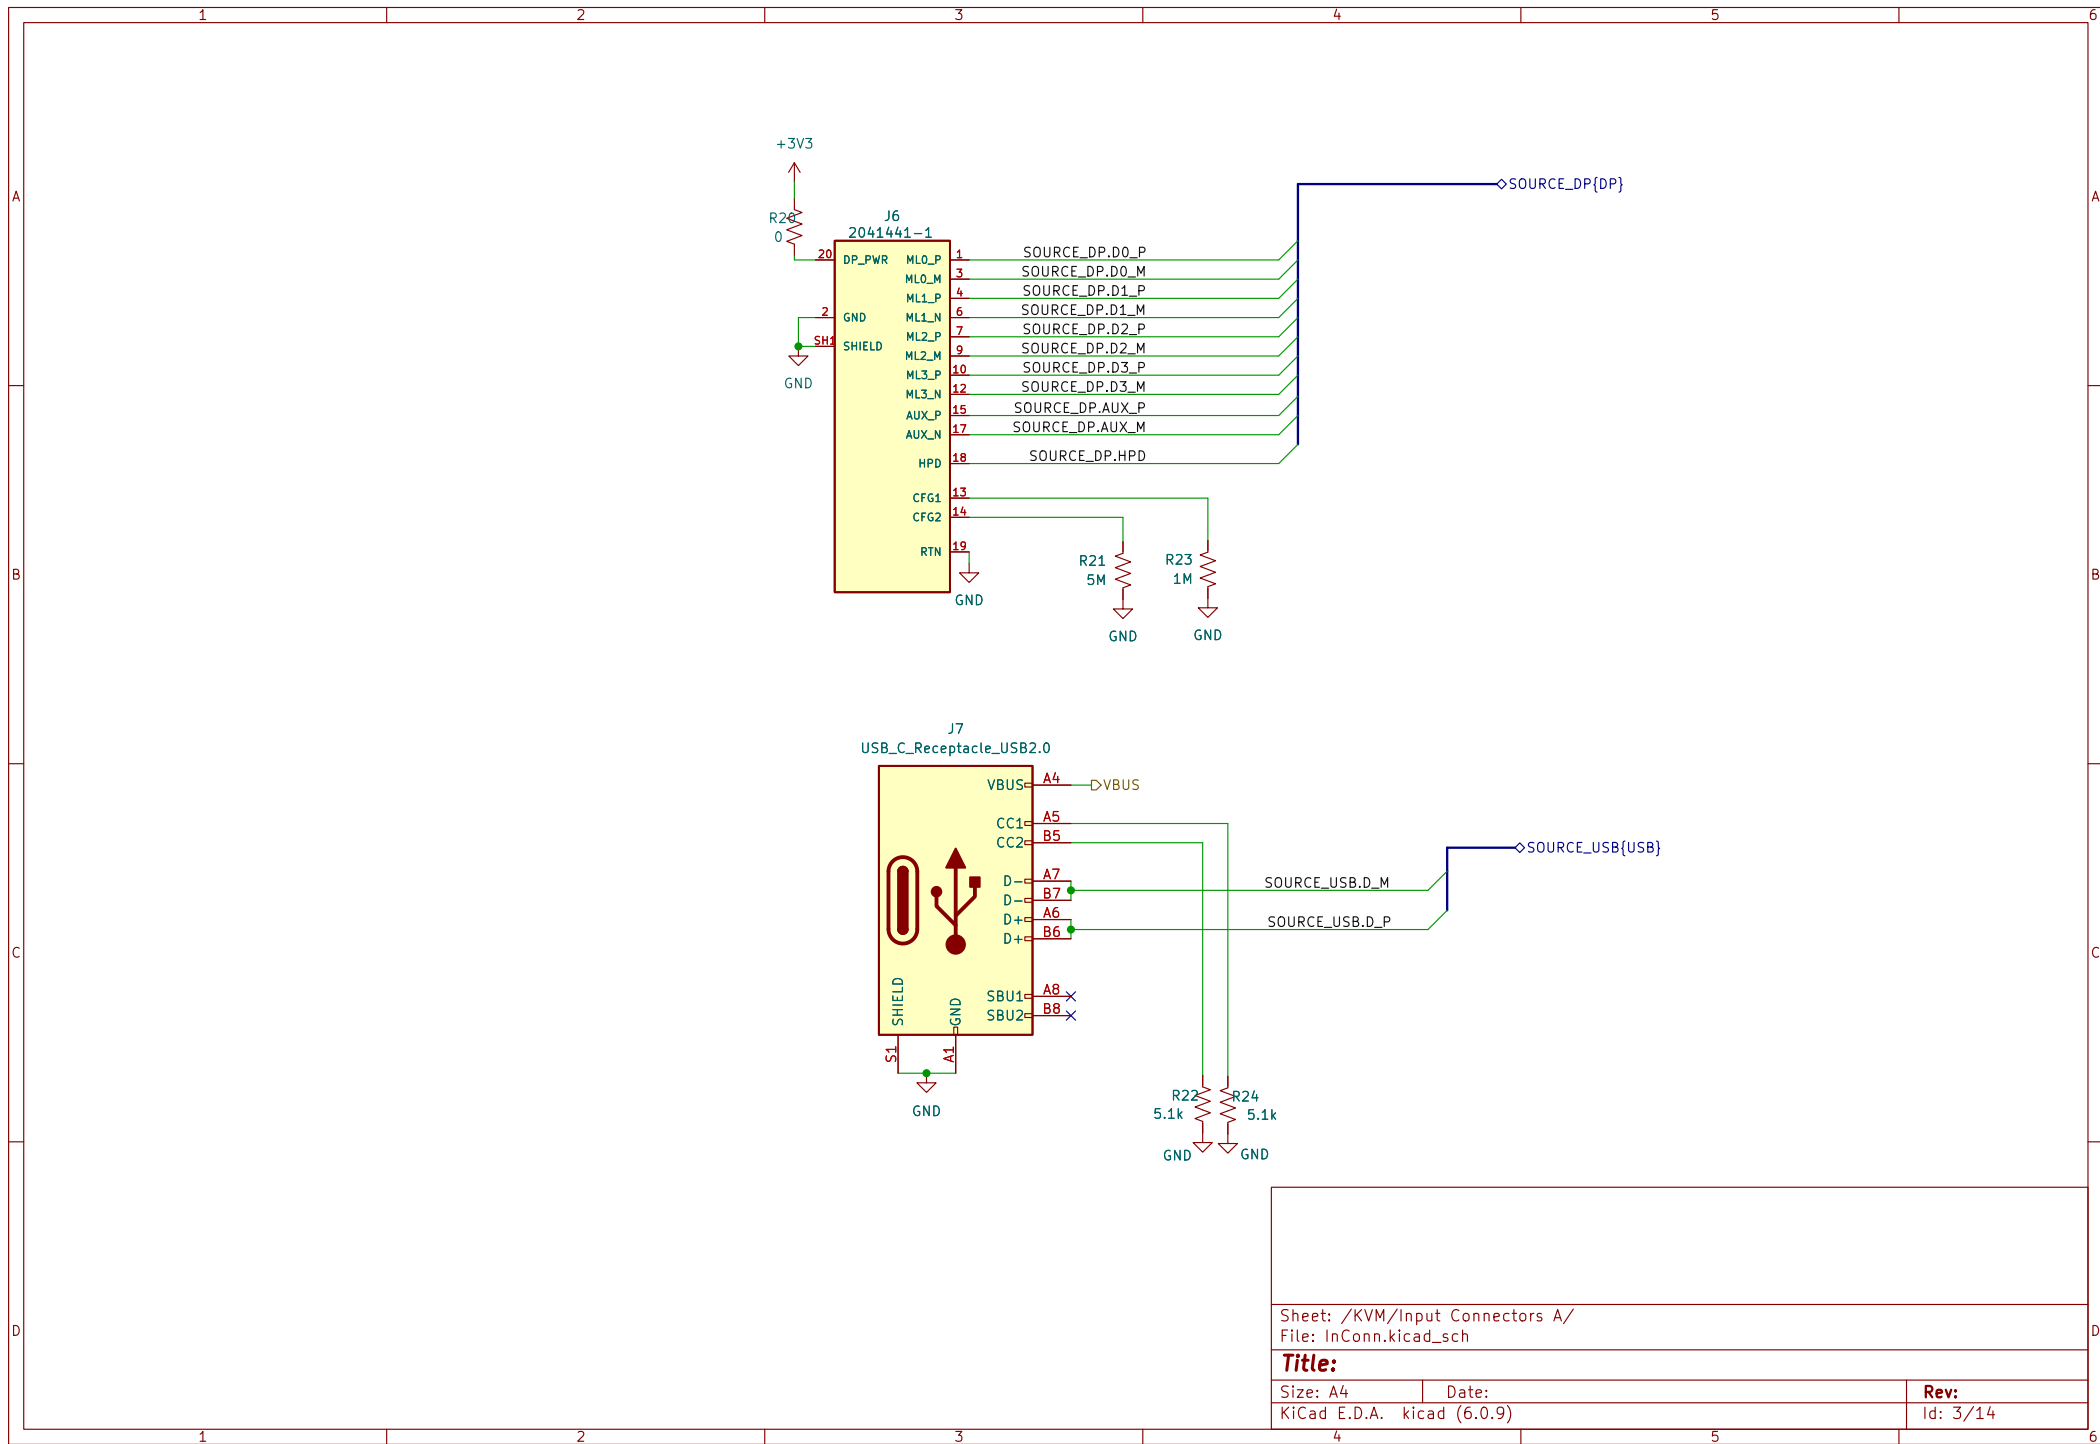 1 2 3 4 5 6
A A
B B
C C
D D
+3V3
R20
0
J6
2041441-1
20 DP_PWR
2 GND
SH1 SHIELD
GND
ML0_P 1 SOURCE_DP.D0_P
ML0_M 3 SOURCE_DP.D0_M
ML1_P 4 SOURCE_DP.D1_P
ML1_N 6 SOURCE_DP.D1_M
ML2_P 7 SOURCE_DP.D2_P
ML2_M 9 SOURCE_DP.D2_M
ML3_P 10 SOURCE_DP.D3_P
ML3_N 12 SOURCE_DP.D3_M
AUX_P 15 SOURCE_DP.AUX_P
AUX_N 17 SOURCE_DP.AUX_M
HPD 18 SOURCE_DP.HPD
CFG1 13
CFG2 14
RTN 19
GND
SOURCE_DP{DP}
R21
5M
GND
R23
1M
GND
J7
USB_C_Receptacle_USB2.0
VBUS A4 VBUS
CC1 A5
CC2 B5
D- A7
D- B7
D+ A6
D+ B6
SBU1 A8
SBU2 B8
SHIELD S1
GND A1
GND
SOURCE_USB.D_M
SOURCE_USB.D_P
SOURCE_USB{USB}
R22
5.1k
GND
R24
5.1k
GND
Sheet: /KVM/Input Connectors A/
File: InConn.kicad_sch
Title:
Size: A4 Date: Rev:
KiCad E.D.A. kicad (6.0.9) Id: 3/14
1 2 3 4 5 6